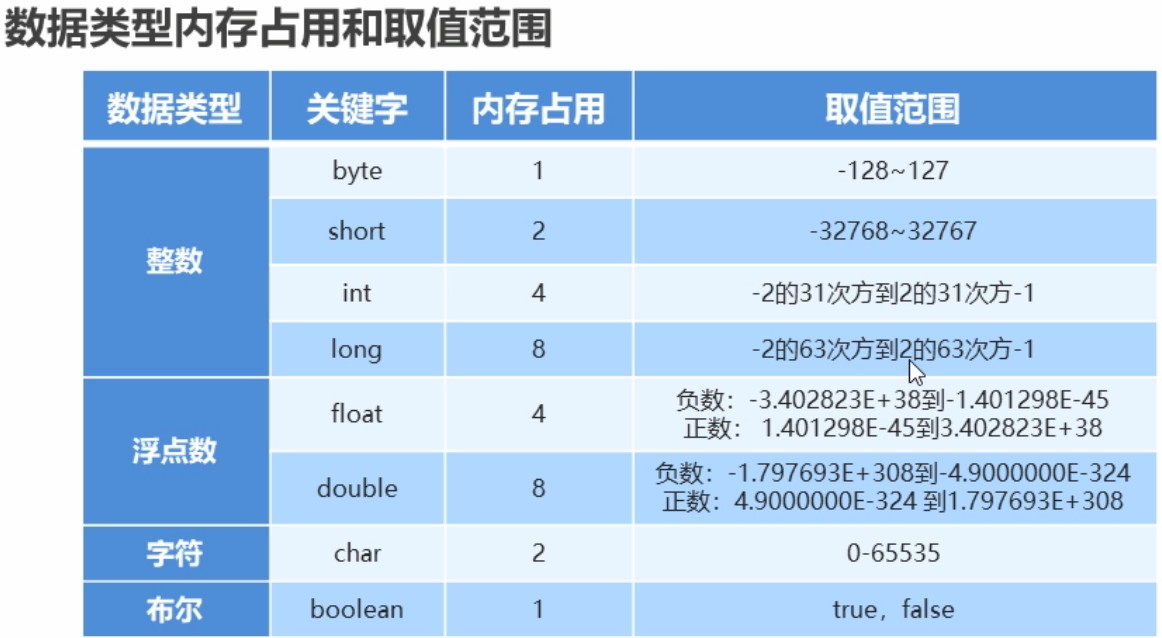 数据类型内存占用和取值范围
数据类型 关键字 内存占用 取值范围
整数
byte 1 -128~127
short 2 -32768~32767
int 4 -2的31次方到2的31次方-1
long 8 -2的63次方到2的63次方-1
浮点数
float 4 负数：-3.402823E+38到-1.401298E-45
正数： 1.401298E-45到3.402823E+38
double 8 负数：-1.797693E+308到-4.9000000E-324
正数：4.9000000E-324 到1.797693E+308
字符 char 2 0-65535
布尔 boolean 1 true，false